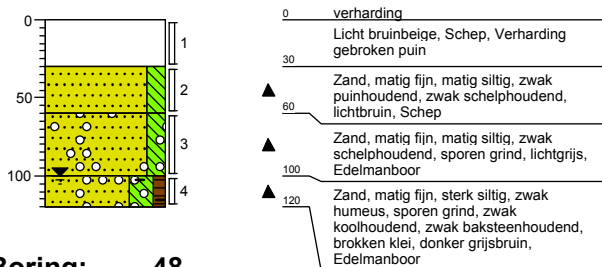 0
50
100
1
2
3
4
0 verharding
Licht bruinbeige, Schep, Verharding
gebroken puin
30
Zand, matig fijn, matig siltig, zwak
puinhoudend, zwak schelphoudend,
lichtbruin, Schep
60
Zand, matig fijn, matig siltig, zwak
schelphoudend, sporen grind, lichtgrijs,
Edelmanboor
100
Zand, matig fijn, sterk siltig, zwak
humeus, sporen grind, zwak
koolhoudend, zwak baksteenhoudend,
brokken klei, donker grijsbruin,
Edelmanboor
120
Boring: 48